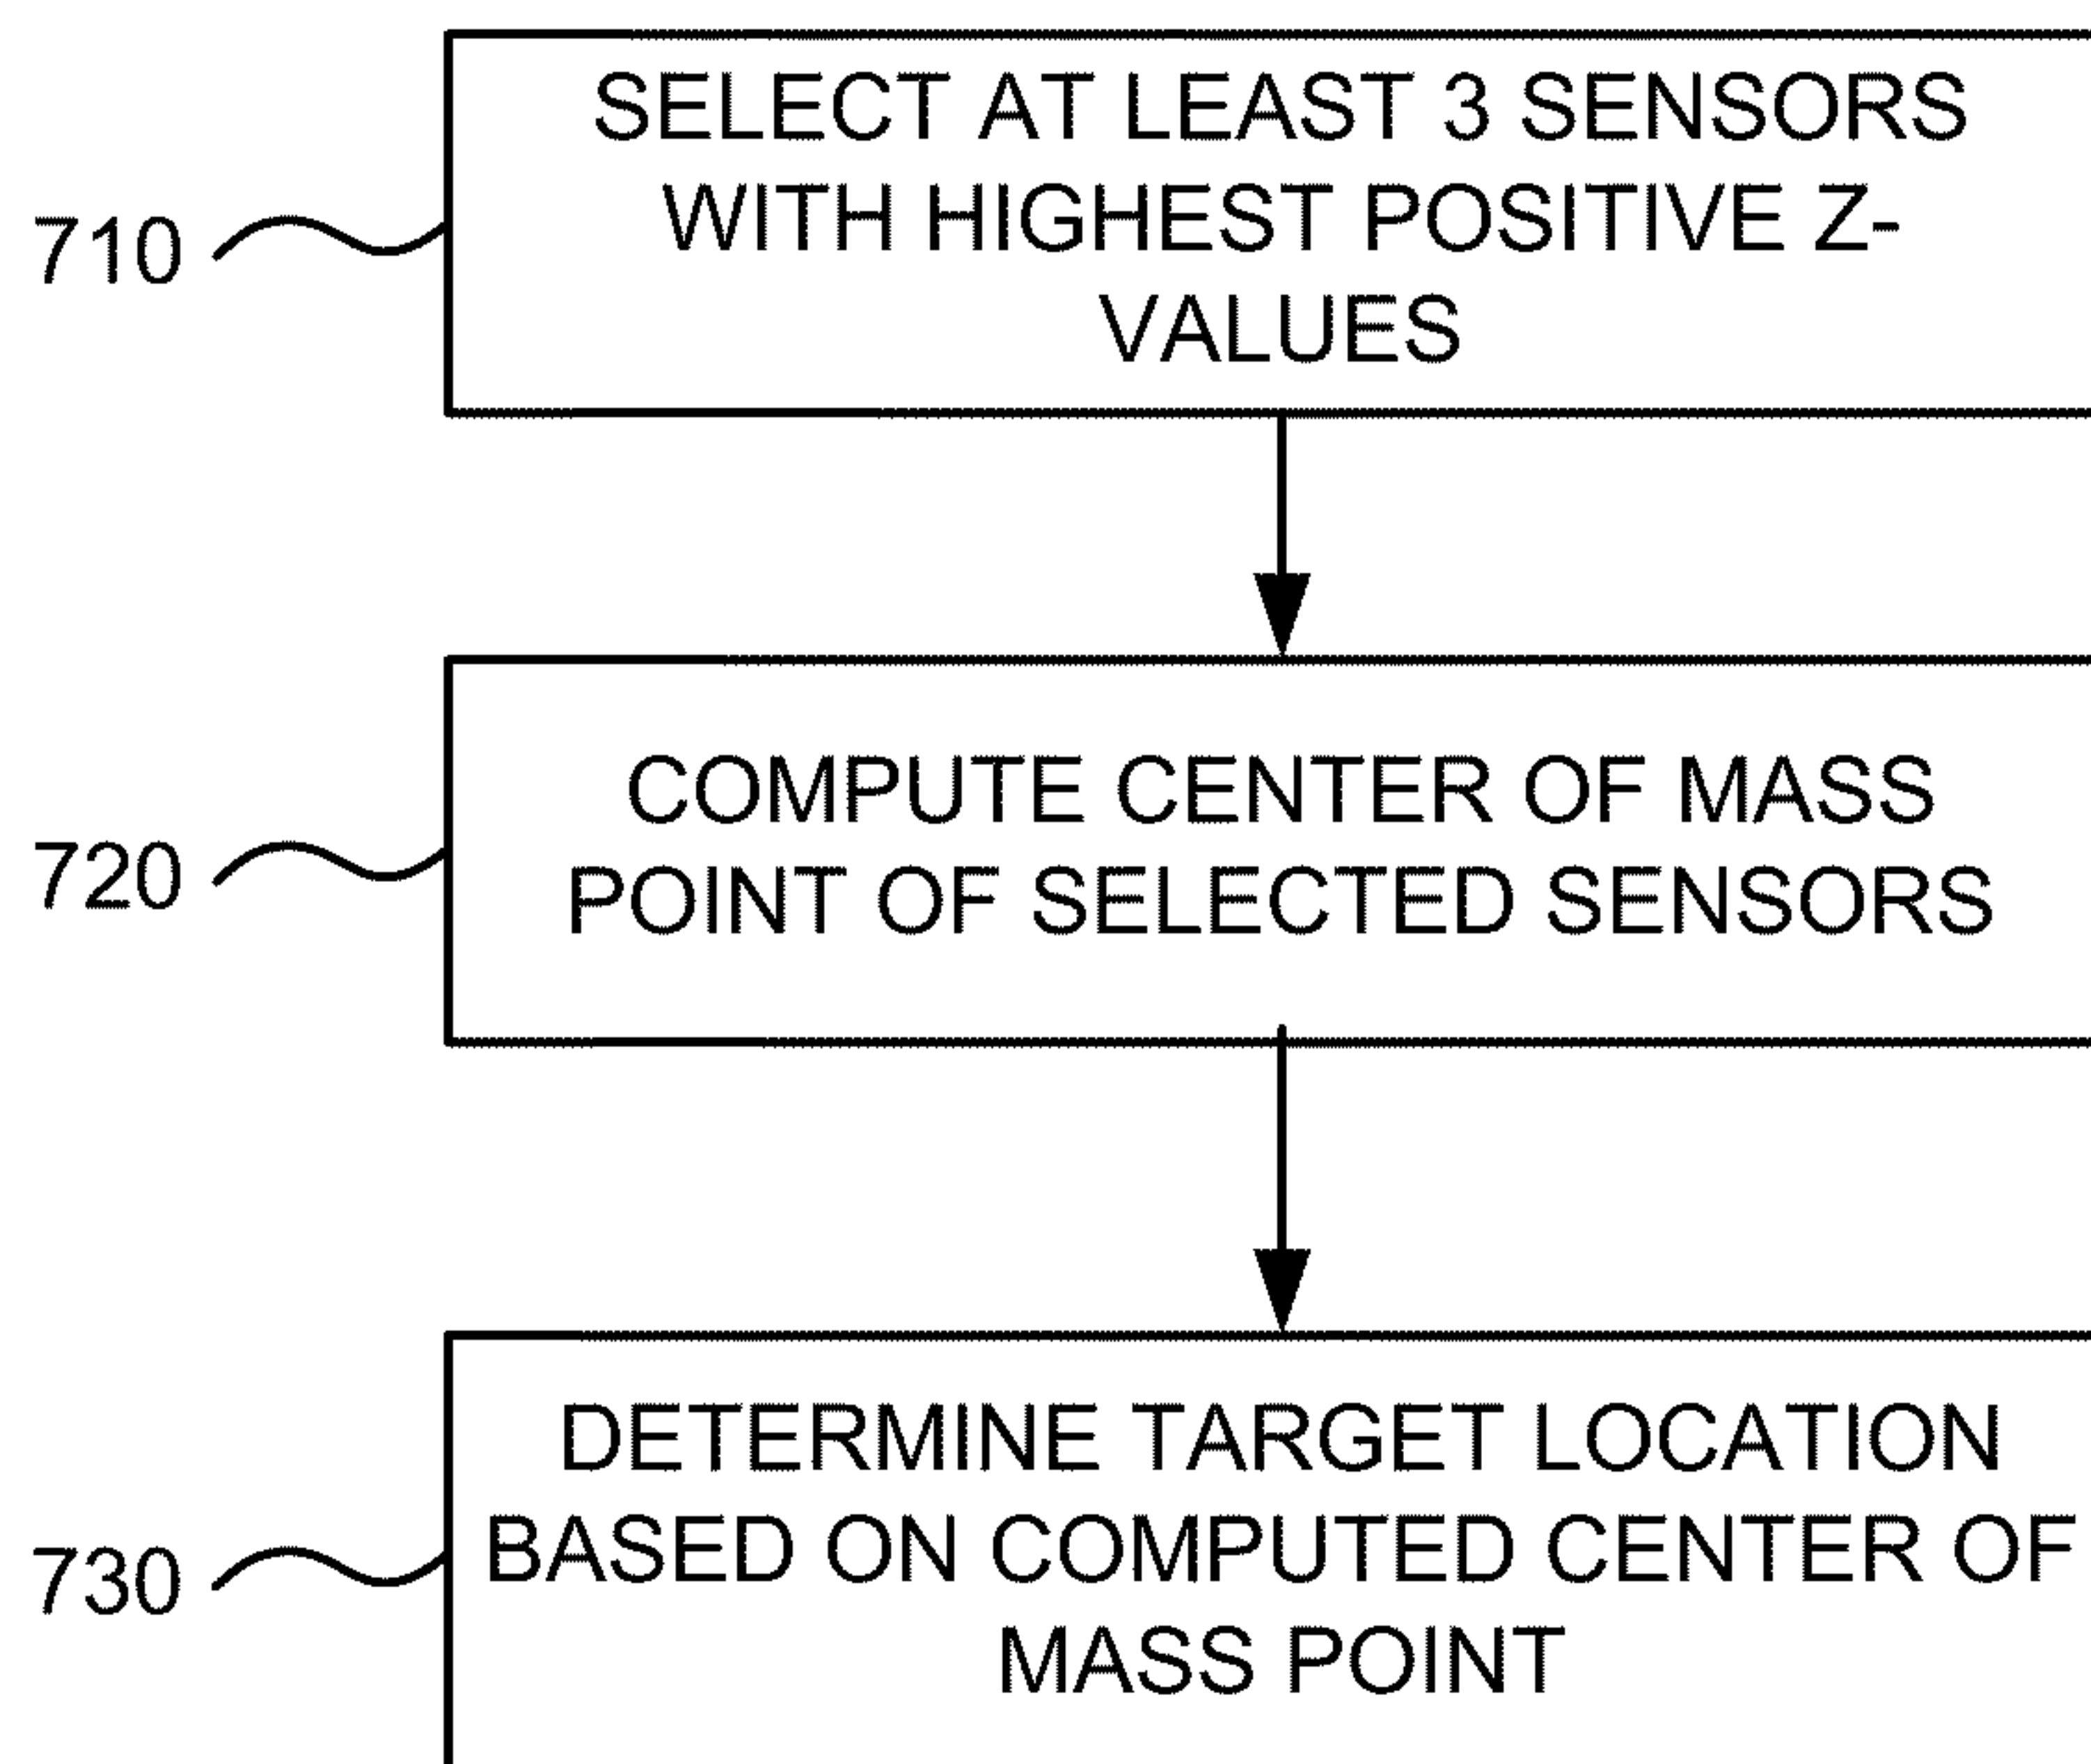 SELECT AT LEAST 3 SENSORS
WITH HIGHEST POSITIVE Z-
VALUES
710
COMPUTE CENTER OF MASS
POINT OF SELECTED SENSORS
720
DETERMINE TARGET LOCATION
BASED ON COMPUTED CENTER OF
MASS POINT
730